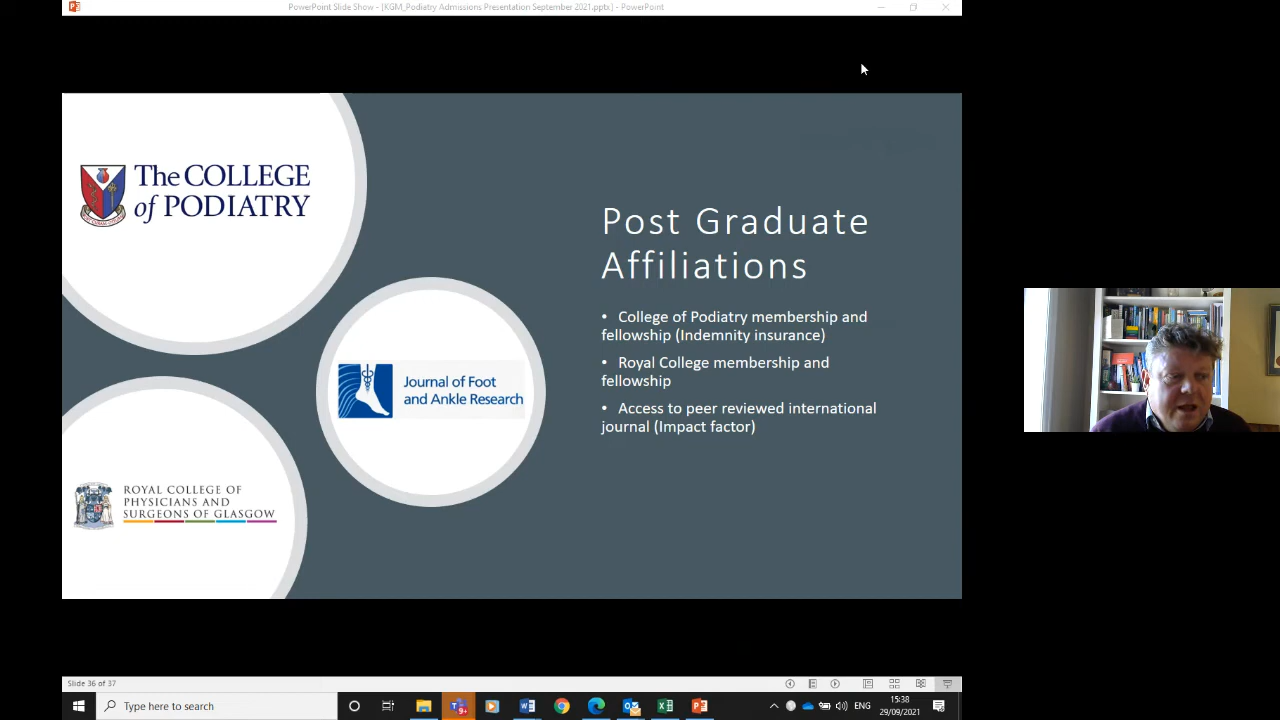 PowerPoint Slide Show - [KGM_Podiatry Admissions Presentation September 2021.pptx] - PowerPoint
The COLLEGE
of PODIATRY
Post Graduate
Affiliations
• College of Podiatry membership and
fellowship (Indemnity insurance)
• Royal College membership and
fellowship
• Access to peer reviewed international
journal (Impact factor)
Journal of Foot
and Ankle Research
ROYAL COLLEGE OF
PHYSICIANS AND
SURGEONS OF GLASGOW
Slide 36 of 37
Type here to search
9+
ENG
15:38
29/09/2021